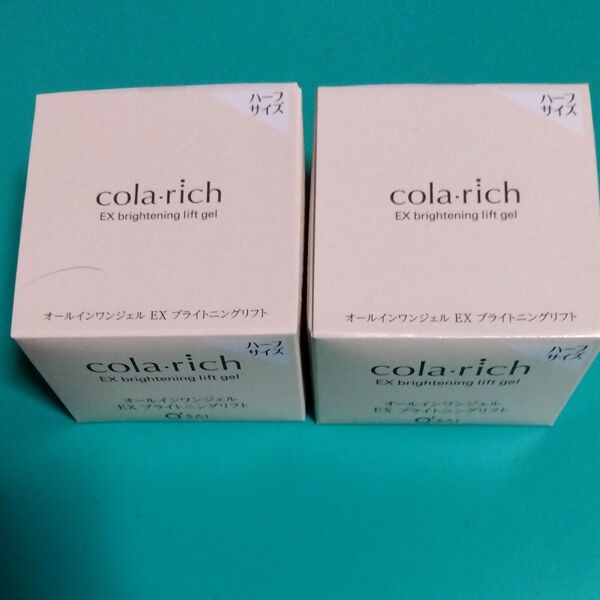 ハーフ
サイズ
cola·rich
EX brightening lift gel
オールインワンジェル EX ブライトニングリフト
cola·rich
ハーフ
サイズ
EX brightening lift gel
オールインワンジェル
EX ブライトニングリフト
Q'SAI
ハーフ
サイズ
cola·rich
EX brightening lift gel
オールインワンジェル EX ブライトニングリフト
cola·rich
ハーフ
サイズ
EX brightening lift gel
オールインワンジェル
EX ブライトニングリフト
Q'SAI